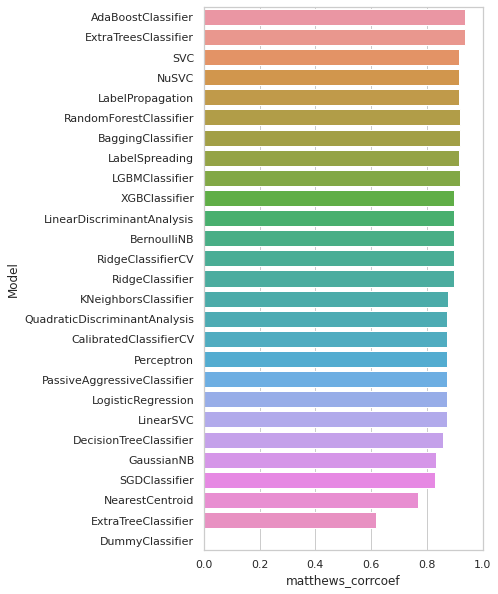 AdaBoostClassifier
ExtraTreesClassifier
SVC
NuSVC
LabelPropagation
RandomForestClassifier
BaggingClassifier
LabelSpreading
LGBMClassifier
XGBClassifier
LinearDiscriminantAnalysis
BernoulliNB
RidgeClassifierCV
RidgeClassifier
KNeighborsClassifier
QuadraticDiscriminantAnalysis
CalibratedClassifierCV
Perceptron
PassiveAggressiveClassifier
LogisticRegression
LinearSVC
DecisionTreeClassifier
GaussianNB
SGDClassifier
NearestCentroid
ExtraTreeClassifier
DummyClassifier
Model
0.0 0.2 0.4 0.6 0.8 1.0
matthews_corrcoef